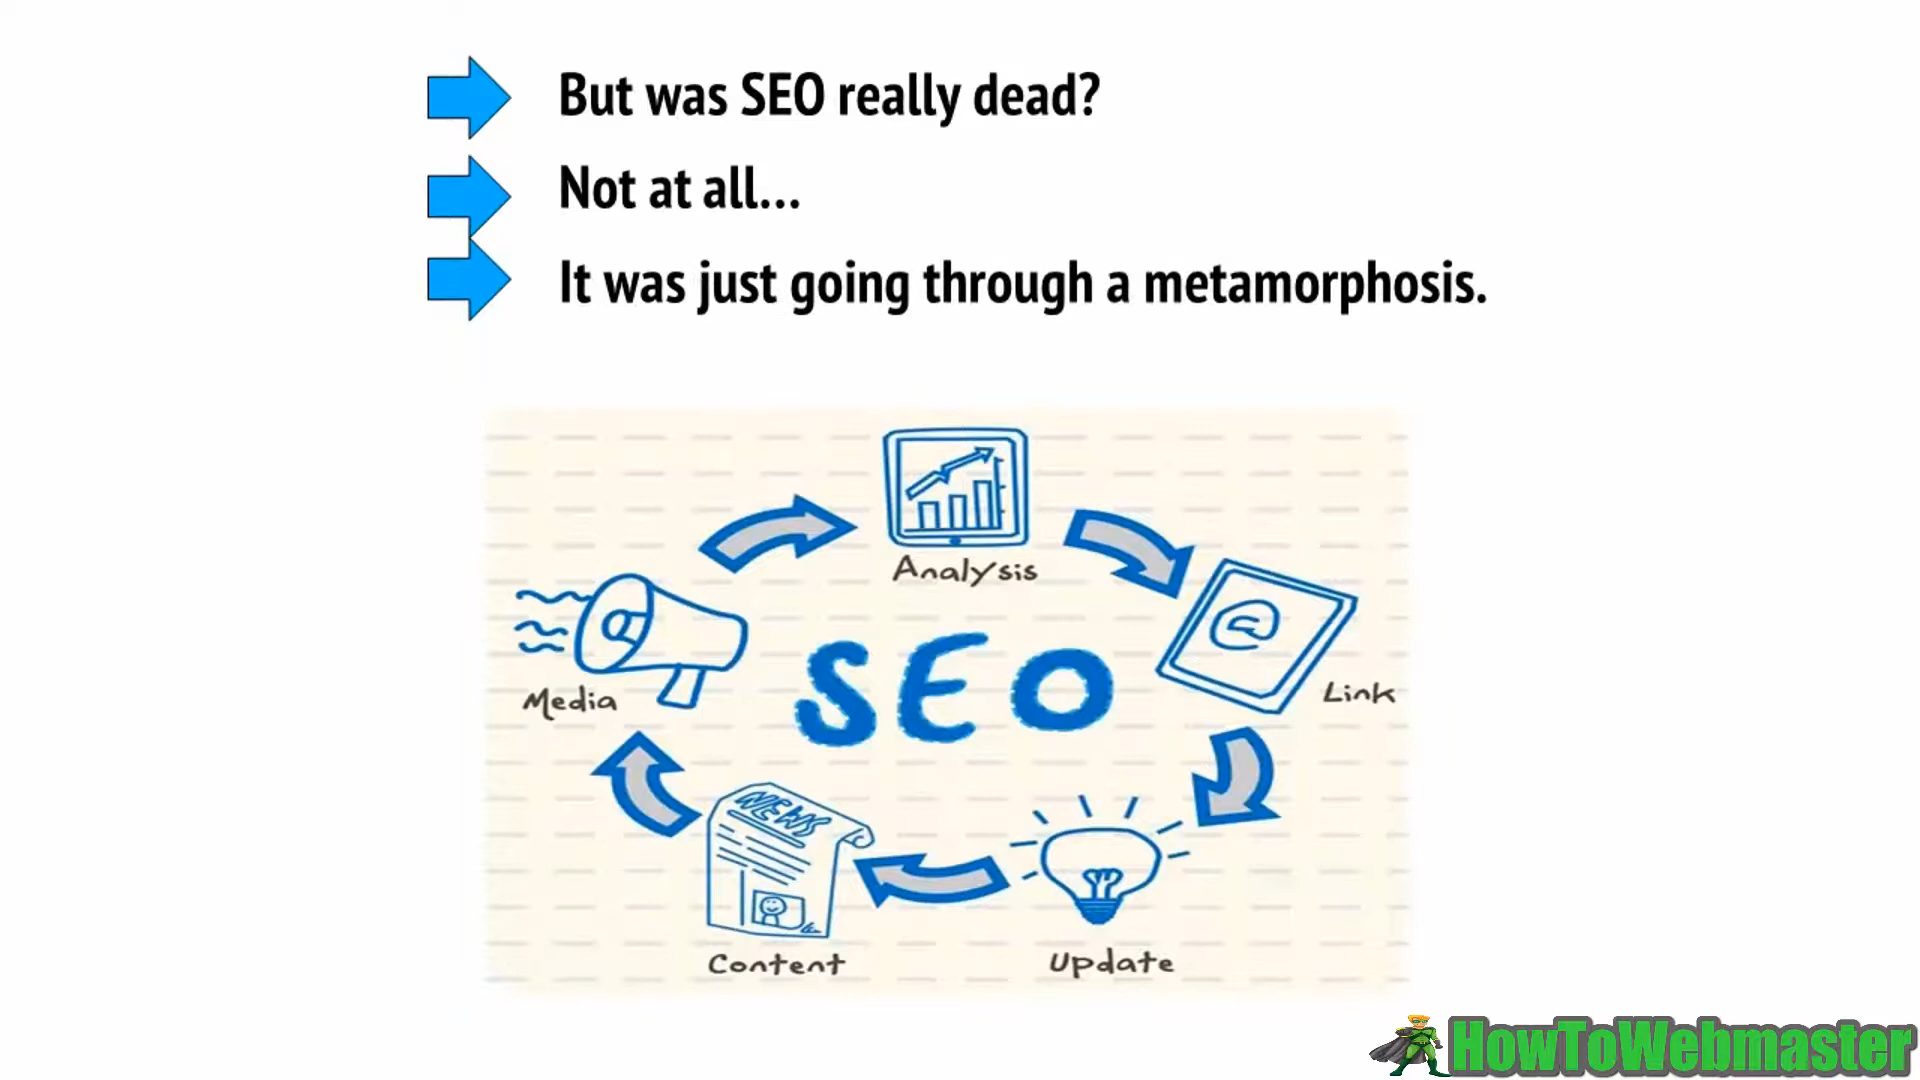 But was SEO really dead?
Not at all...
It was just going through a metamorphosis.
Analysis
Link
Media
SEO
NEWS
Content
Update
HowToWebmaster